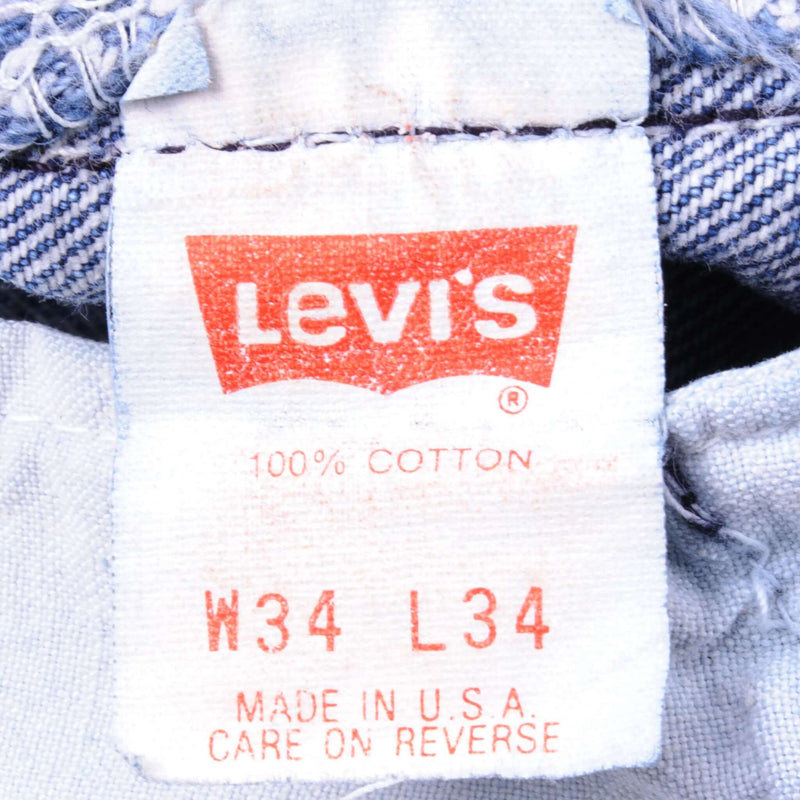 Levi's
®
100% COTTON
W34 L34
MADE IN U.S.A.
CARE ON REVERSE